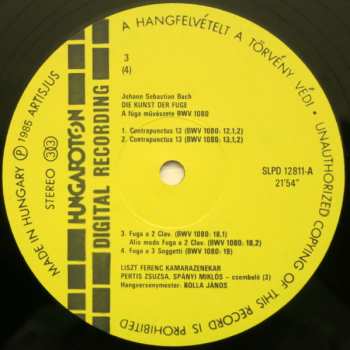 A HANGFELVÉTELT A TÖRVÉNY VÉDI • UNAUTHORIZED COPYING OF THIS RECORD IS PROHIBITED
MADE IN HUNGARY Ⓟ 1985 ARTISJUS
STEREO 33
HUNGAROTON
DIGITAL RECORDING
3
(4)
Johann Sebastian Bach
DIE KUNST DER FUGE
A fúga művészete BWV 1080
1. Contrapunctus 12 (BWV 1080: 12,1,2)
2. Contrapunctus 13 (BWV 1080: 13,1,2)
SLPD 12811-A
21'54"
3. Fuga a 2 Clav. (BWV 1080: 18,1)
Alio modo Fuga a 2 Clav. (BWV 1080: 18,2)
4. Fuga a 3 Soggetti (BWV 1080: 19)
LISZT FERENC KAMARAZENEKAR
PERTIS ZSUZSA, SPÁNYI MIKLÓS - csembaló (3)
Hangversenymester: ROLLA JÁNOS